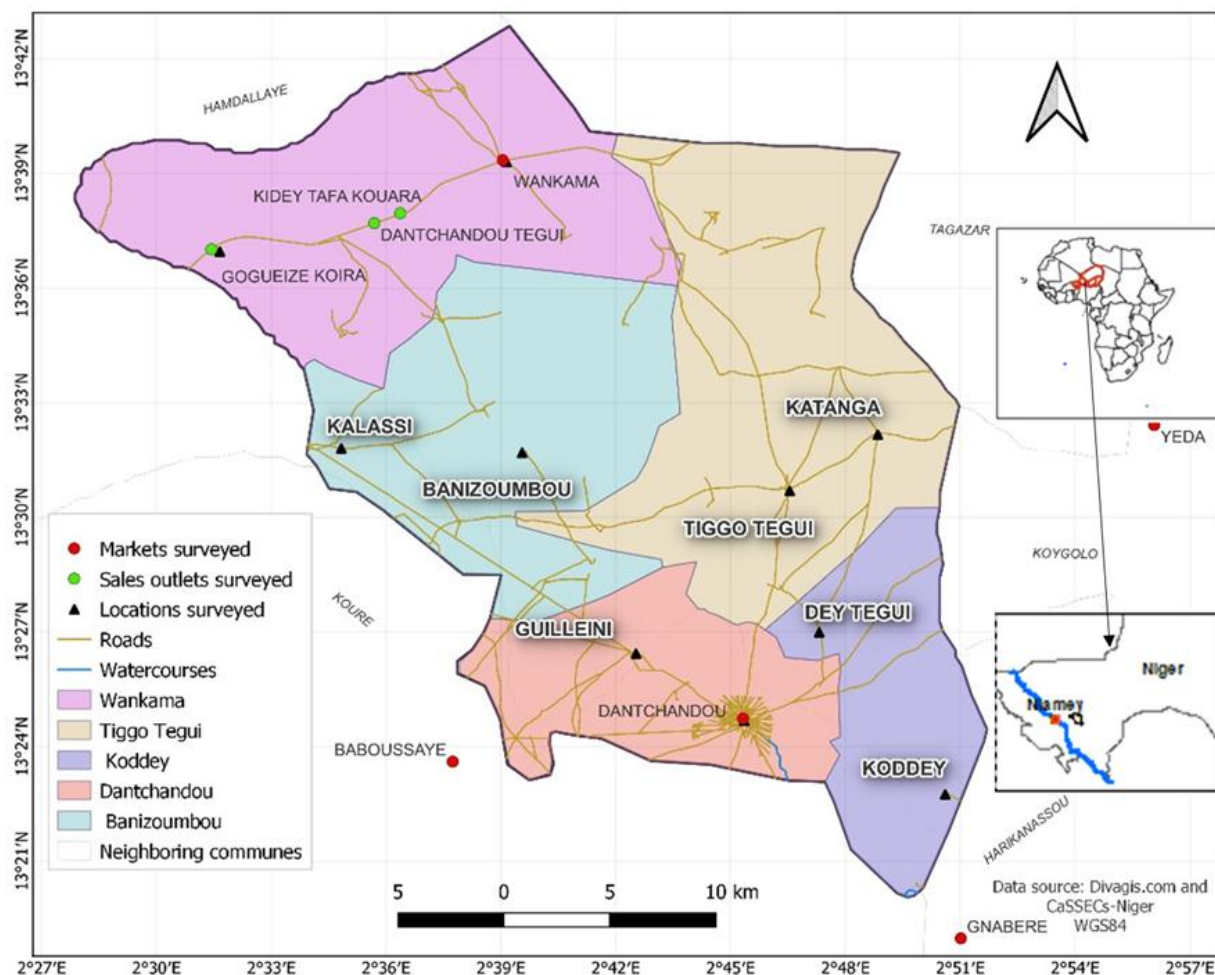 13°42'N
13°39'N
13°36'N
13°33'N
13°30'N
13°27'N
13°24'N
13°21'N
HAMDALLAYE
WANKAMA
KIDEY TAFA KOUARA
DANTCHANDOU TEGUI
GOGUEIZE KOIRA
TAGAZAR
KATANGA
KALASSI
YEDA
BANIZOUMBOU
TIGGO TEGUI
KOYGOLO
KOURE
DEY TEGUI
GUILLEINI
DANTCHANDOU
BABOUSSAYE
KODDEY
HARIKANASSOU
GNABERE
Markets surveyed
Sales outlets surveyed
Locations surveyed
Roads
Watercourses
Wankama
Tiggo Tegui
Koddey
Dantchandou
Banizoumbou
Neighboring communes
Niger
Niamey
5 0 5 10 km
Data source: Divagis.com and
CaSSECs-Niger
WGS84
2°27'E 2°30'E 2°33'E 2°36'E 2°39'E 2°42'E 2°45'E 2°48'E 2°51'E 2°54'E 2°57'E